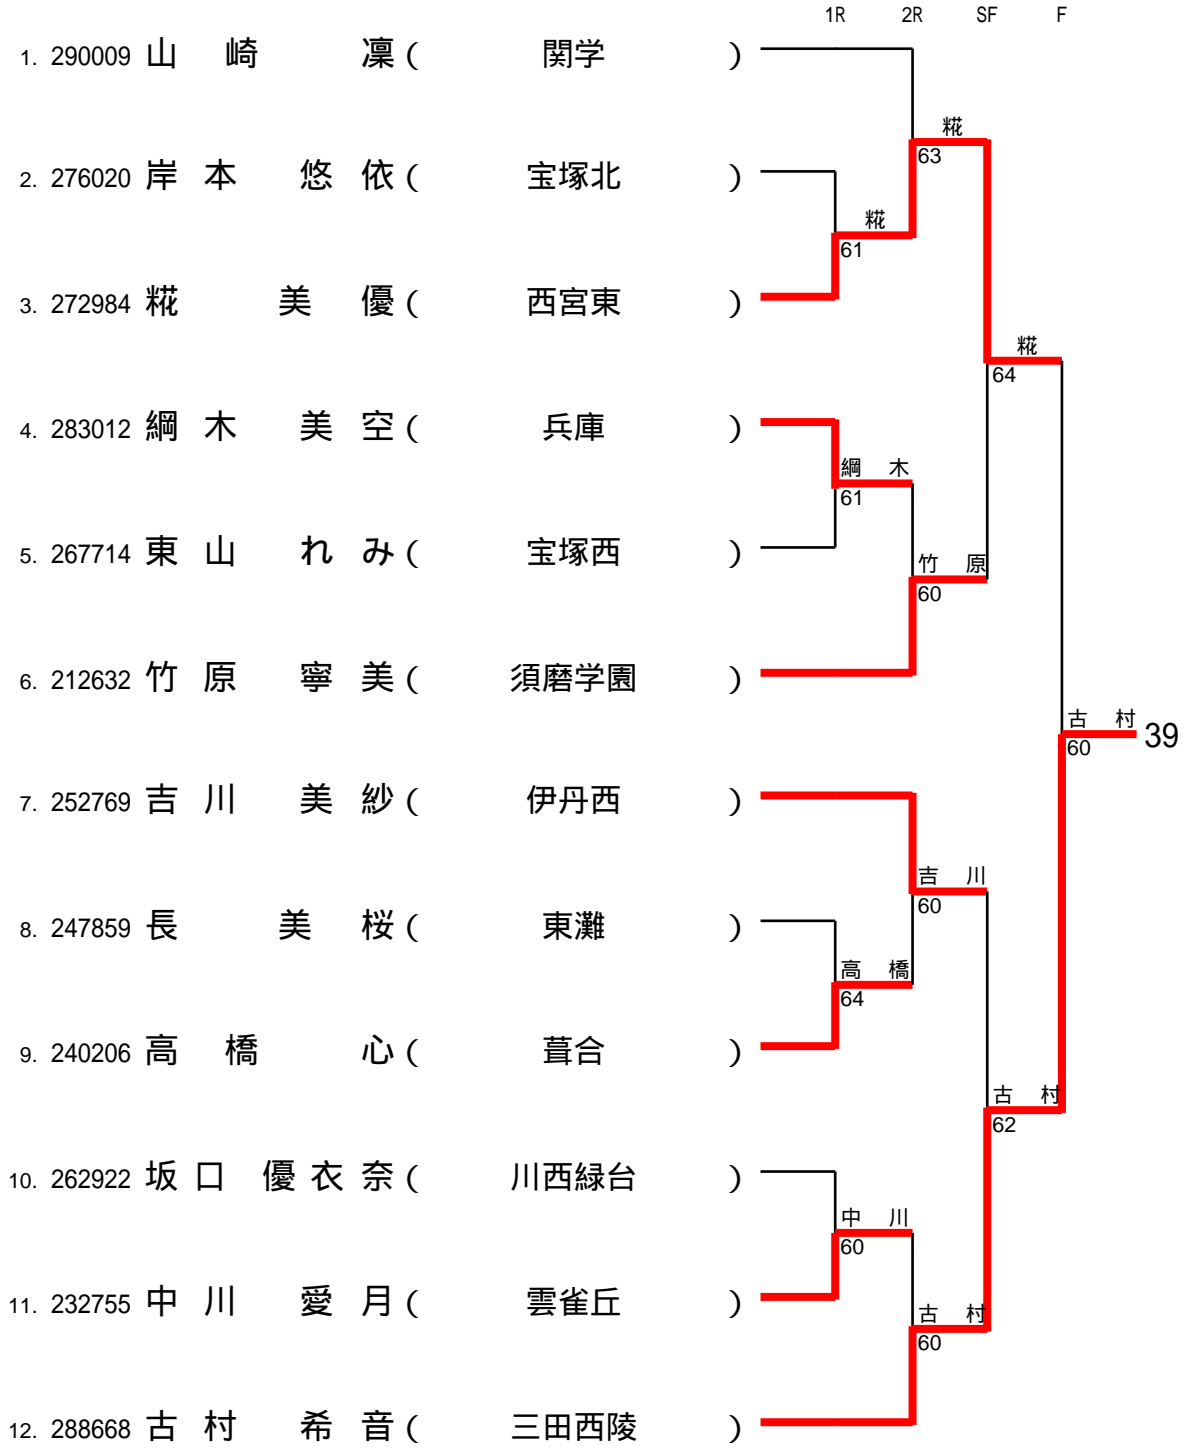 1R 2R SF F
1. 290009 山崎 凜 ( 関学 )
糀
63
2. 276020 岸本 悠依 ( 宝塚北 )
糀
61
3. 272984 糀 美優 ( 西宮東 )
糀
64
4. 283012 綱木 美空 ( 兵庫 )
綱木
61
5. 267714 東山 れみ ( 宝塚西 )
竹原
60
6. 212632 竹原 寧美 ( 須磨学園 )
古村
60
39
7. 252769 吉川 美紗 ( 伊丹西 )
吉川
60
8. 247859 長 美桜 ( 東灘 )
高橋
64
9. 240206 高橋 心 ( 葺合 )
古村
62
10. 262922 坂口 優衣奈 ( 川西緑台 )
中川
60
11. 232755 中川 愛月 ( 雲雀丘 )
古村
60
12. 288668 古村 希音 ( 三田西陵 )